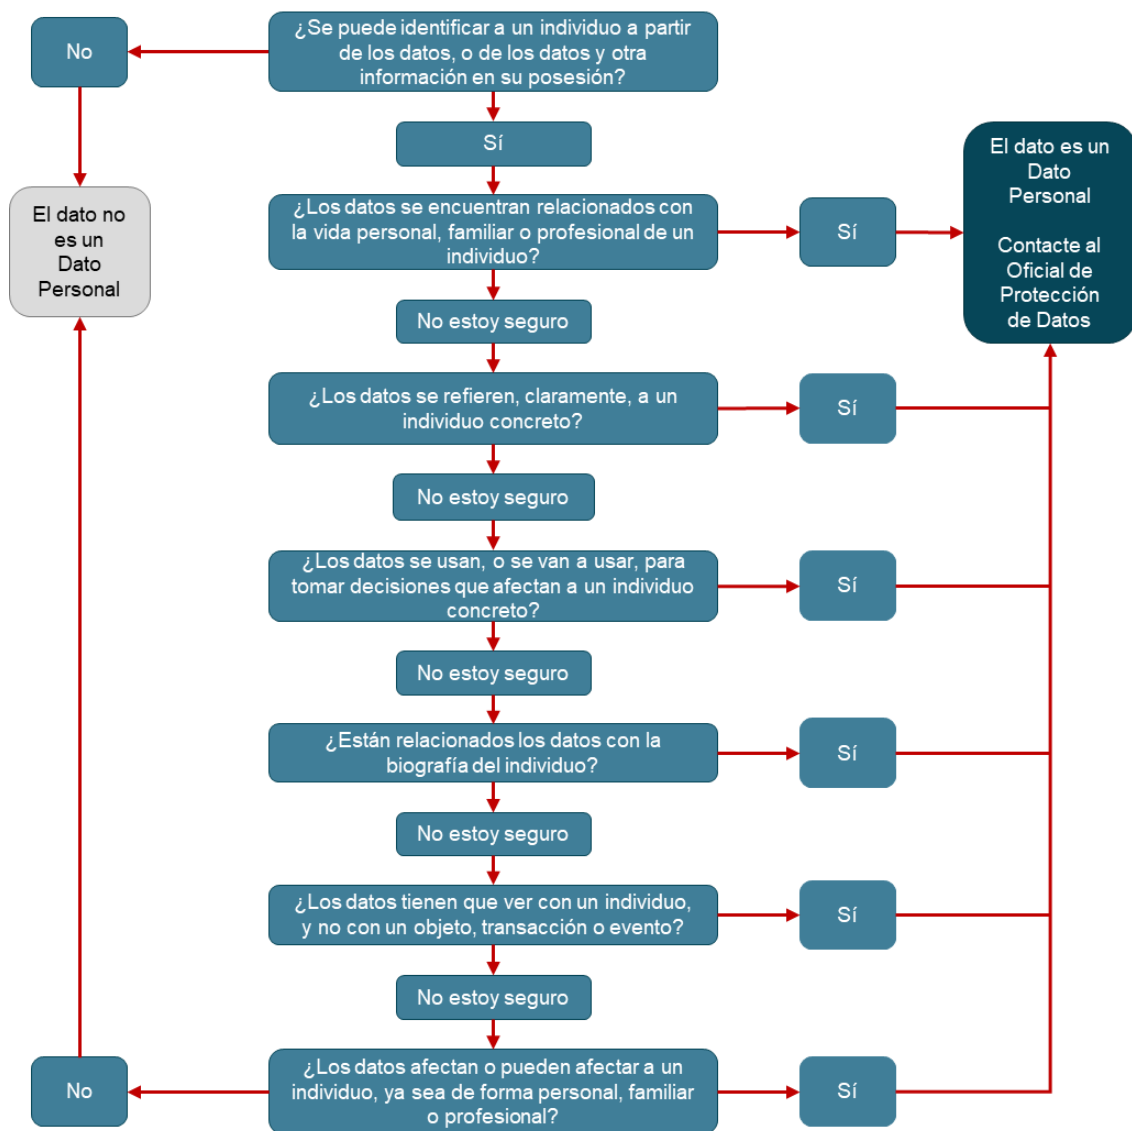 ¿Se puede identificar a un individuo a partir
de los datos, o de los datos y otra
información en su posesión?
No
Sí
El dato es un
Dato
Personal
Contacte al
Oficial de
Protección
de Datos
El dato no
es un
Dato
Personal
¿Los datos se encuentran relacionados con
la vida personal, familiar o profesional de un
individuo?
Sí
No estoy seguro
¿Los datos se refieren, claramente, a un
individuo concreto?
Sí
No estoy seguro
¿Los datos se usan, o se van a usar, para
tomar decisiones que afectan a un individuo
concreto?
Sí
No estoy seguro
¿Están relacionados los datos con la
biografía del individuo?
Sí
No estoy seguro
¿Los datos tienen que ver con un individuo,
y no con un objeto, transacción o evento?
Sí
No estoy seguro
¿Los datos afectan o pueden afectar a un
individuo, ya sea de forma personal, familiar
o profesional?
No
Sí